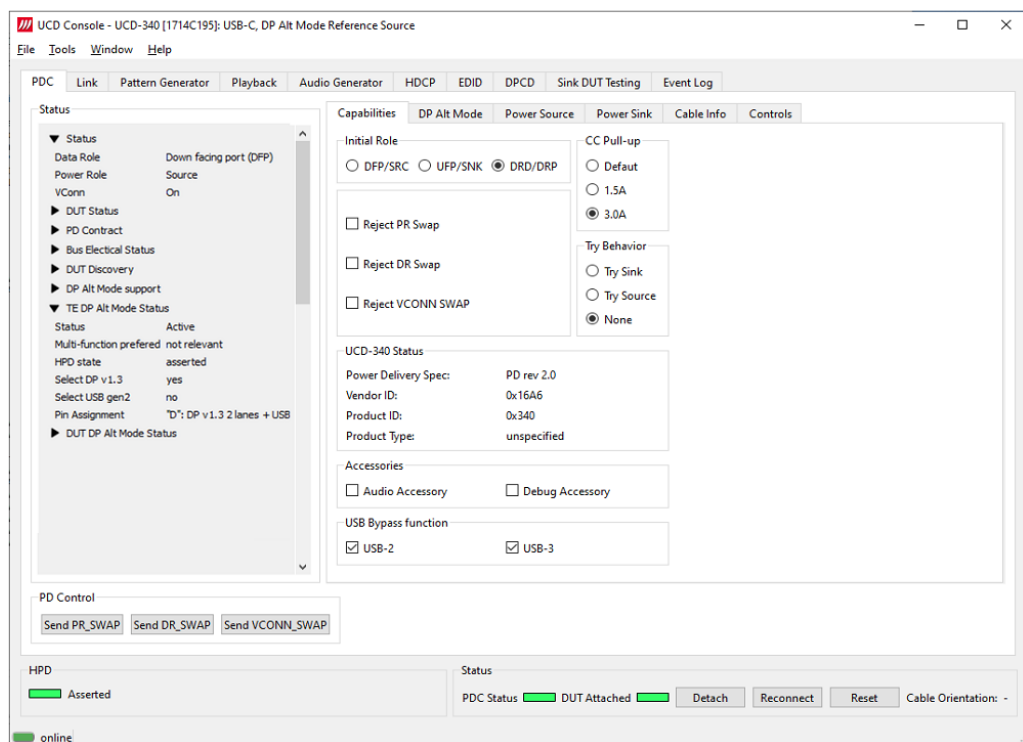 UCD Console - UCD-340 [1714C195]: USB-C, DP Alt Mode Reference Source
File Tools Window Help
PDC Link Pattern Generator Playback Audio Generator HDCP EDID DPCD Sink DUT Testing Event Log
Status
Status
Data Role Down facing port (DFP)
Power Role Source
VConn On
DUT Status
PD Contract
Bus Electical Status
DUT Discovery
DP Alt Mode support
TE DP Alt Mode Status
Status Active
Multi-function prefered not relevant
HPD state asserted
Select DP v1.3 yes
Select USB gen2 no
Pin Assignment "D": DP v1.3 2 lanes + USB
DUT DP Alt Mode Status
Capabilities DP Alt Mode Power Source Power Sink Cable Info Controls
Initial Role
DFP/SRC UFP/SNK DRD/DRP
Reject PR Swap
Reject DR Swap
Reject VCONN SWAP
CC Pull-up
Defaut
1.5A
3.0A
Try Behavior
Try Sink
Try Source
None
UCD-340 Status
Power Delivery Spec: PD rev 2.0
Vendor ID: 0x16A6
Product ID: 0x340
Product Type: unspecified
Accessories
Audio Accessory Debug Accessory
USB Bypass function
USB-2 USB-3
PD Control
Send PR_SWAP Send DR_SWAP Send VCONN_SWAP
HPD
Asserted
Status
PDC Status DUT Attached Detach Reconnect Reset Cable Orientation: -
online